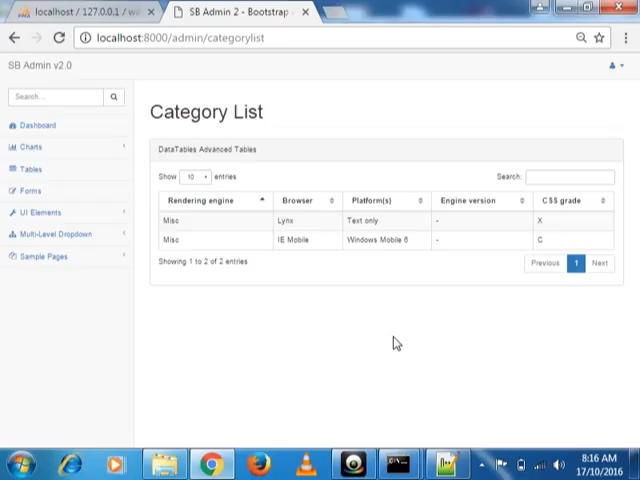 localhost / 127.0.0.1 / w
SB Admin 2 - Bootstrap
localhost:8000/admin/categorylist
SB Admin v2.0
Search...
Dashboard
Charts
Tables
Forms
UI Elements
Multi-Level Dropdown
Sample Pages
Category List
DataTables Advanced Tables
Show 10 entries Search:
Rendering engine Browser Platform(s) Engine version CSS grade
Misc Lynx Text only - X
Misc IE Mobile Windows Mobile 6 - C
Showing 1 to 2 of 2 entries
Previous 1 Next
8:16 AM
17/10/2016